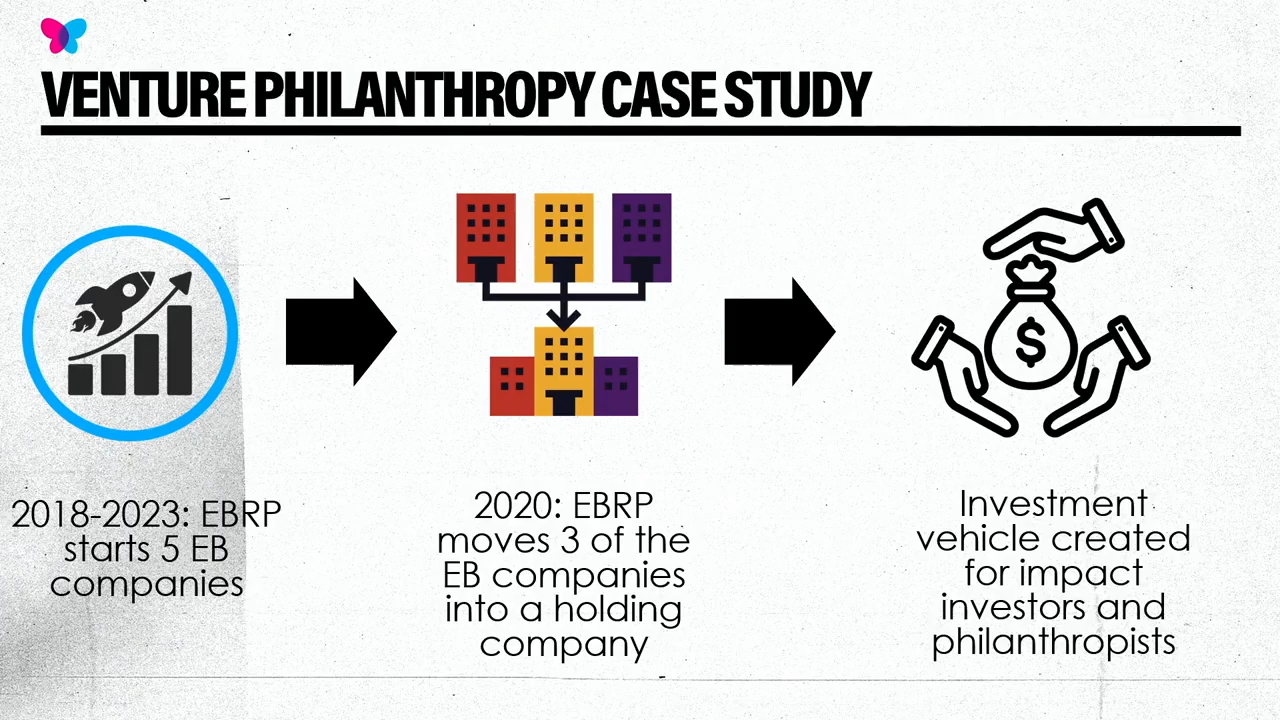 VENTURE PHILANTHROPY CASE STUDY
$
2018-2023: EBRP
starts 5 EB
companies
2020: EBRP
moves 3 of the
EB companies
into a holding
company
Investment
vehicle created
for impact
investors and
philanthropists